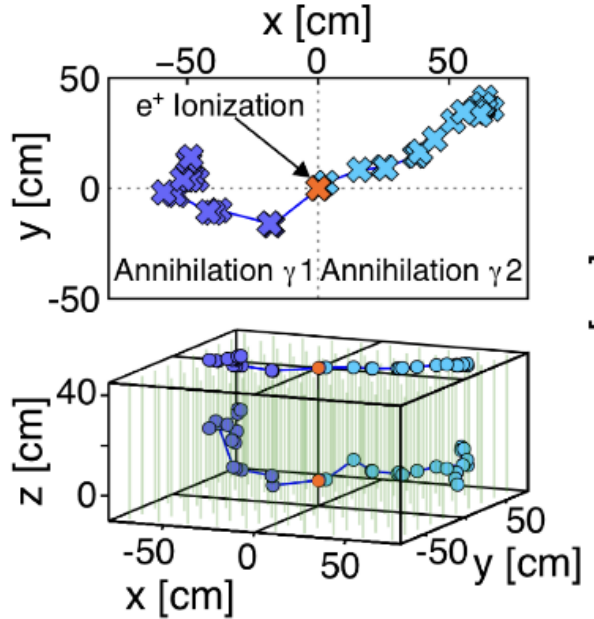 x [cm]
-50 0 50
50
e⁺ Ionization
0
y [cm]
Annihilation γ1 Annihilation γ2
-50
40
z [cm]
0
-50 0 50
-50 50
x [cm]
y [cm]